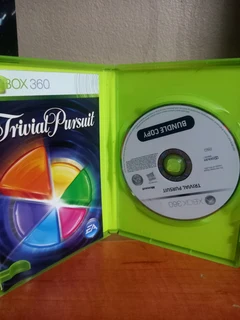 XBOX 360
Trivial Pursuit
EA
BUNDLE COPY
TRIVIAL PURSUIT
XBOX 360